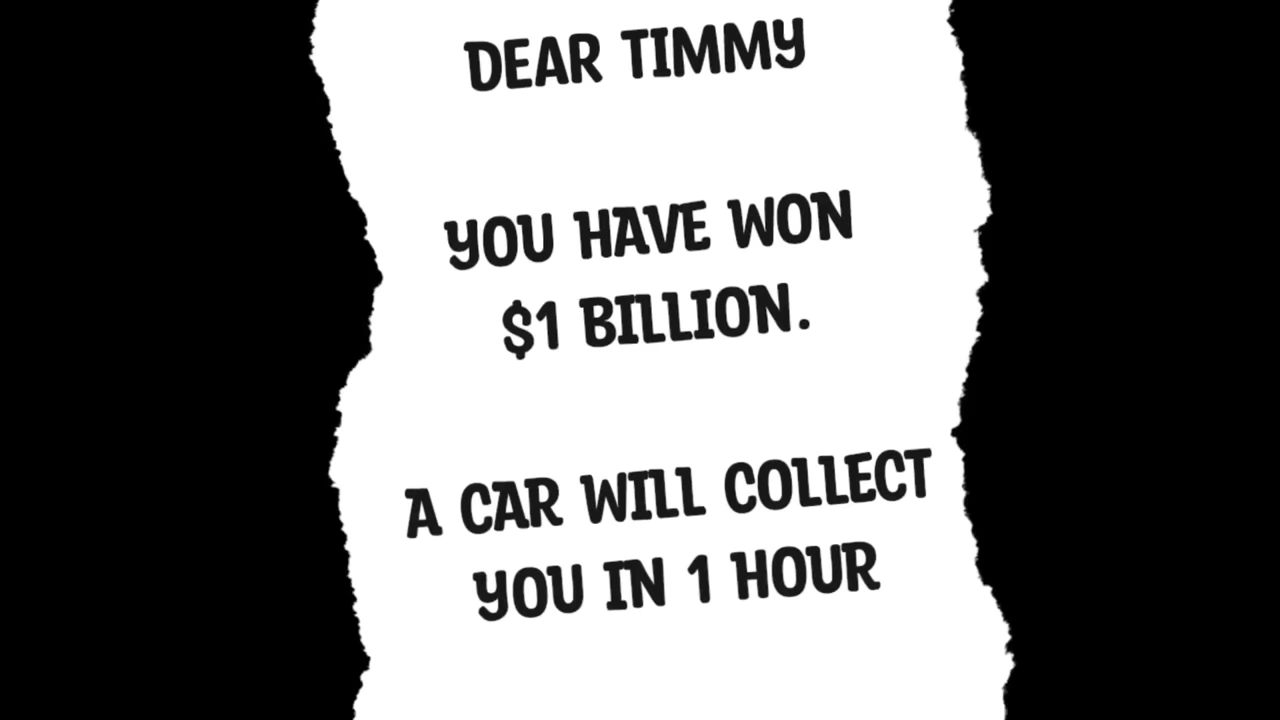 DEAR TIMMY
YOU HAVE WON
$1 BILLION.
A CAR WILL COLLECT
YOU IN 1 HOUR